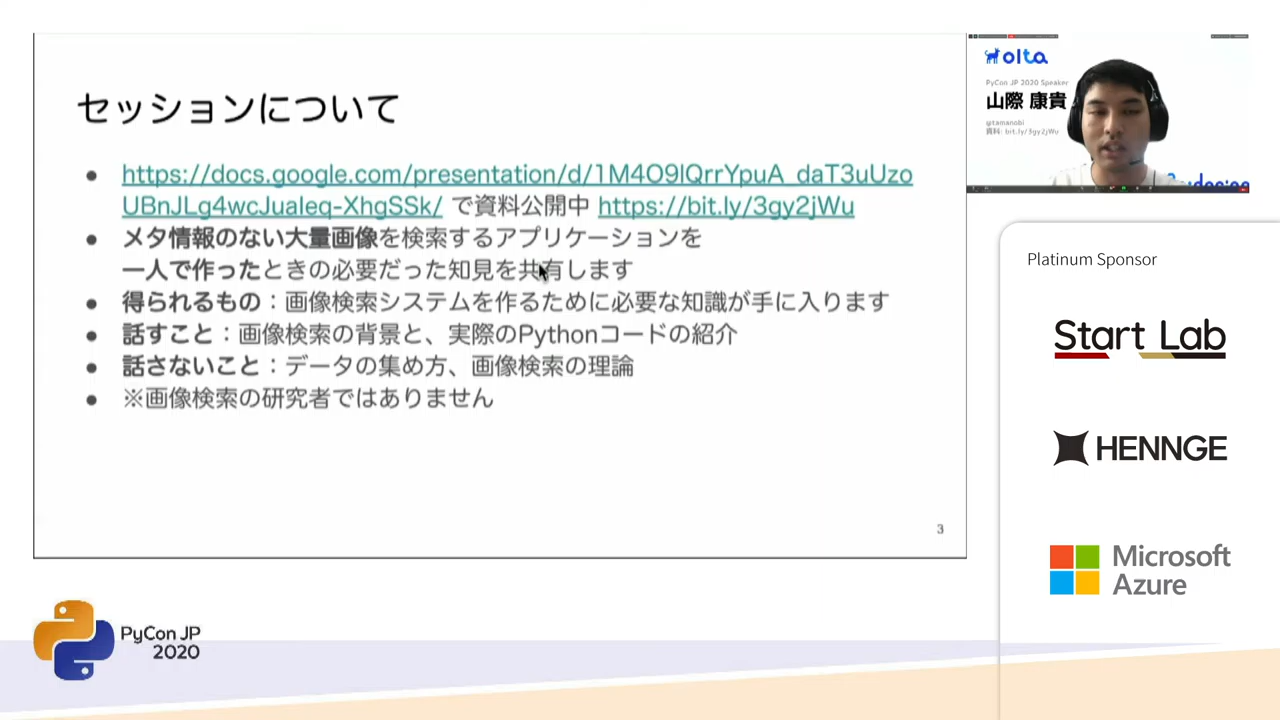 セッションについて
● https://docs.google.com/presentation/d/1M4O9lQrrYpuA_daT3uUzo
UBnJLg4wcJuaIeq-XhgSSk/ で資料公開中 https://bit.ly/3gy2jWu
● メタ情報のない大量画像を検索するアプリケーションを
一人で作ったときの必要だった知見を共有します
● 得られるもの：画像検索システムを作るために必要な知識が手に入ります
● 話すこと：画像検索の背景と、実際のPythonコードの紹介
● 話さないこと：データの集め方、画像検索の理論
● ※画像検索の研究者ではありません
3
olta
PyCon JP 2020 Speaker
山際 康貴
@tamanobi
資料: bit.ly/3gy2jWu
Platinum Sponsor
Start Lab
HENNGE
Microsoft
Azure
PyCon JP
2020